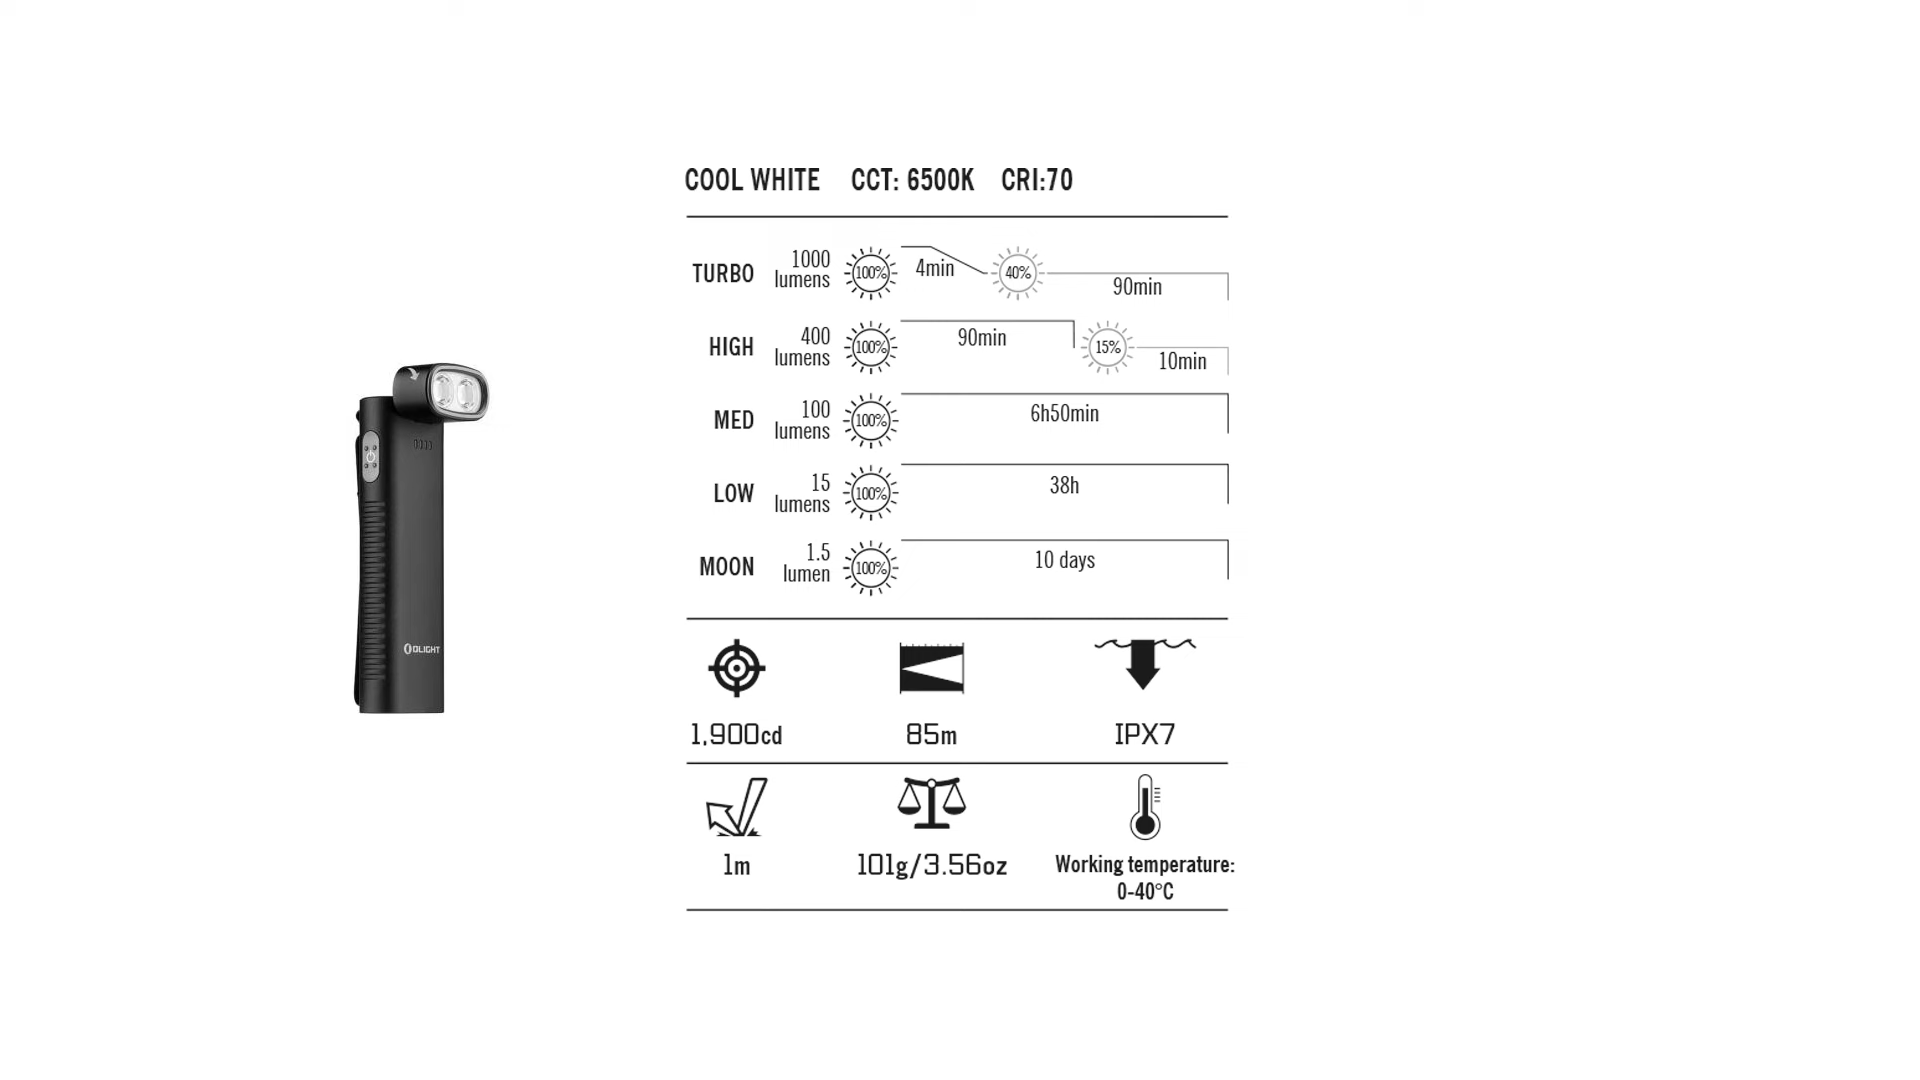 COOL WHITE CCT: 6500K CRI:70
TURBO 1000 lumens 100% 4min 40% 90min
HIGH 400 lumens 100% 90min 15% 10min
MED 100 lumens 100% 6h50min
LOW 15 lumens 100% 38h
MOON 1.5 lumen 100% 10 days
OLIGHT
1,900cd 85m IPX7
1m 101g/3.56oz Working temperature:
0-40°C